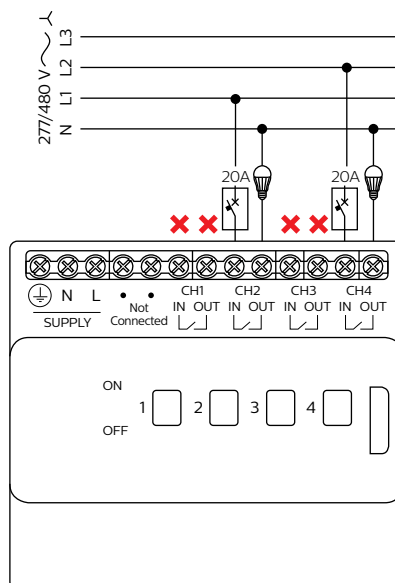 277/480 V
L3
L2
L1
N
20A 20A
N L
CH1 CH2 CH3 CH4
IN OUT IN OUT IN OUT IN OUT
SUPPLY
Not
Connected
ON
1 2 3 4
OFF